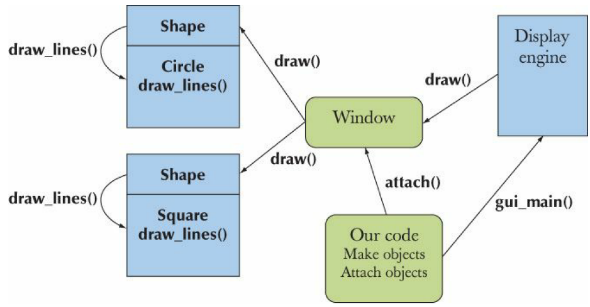 Shape
draw_lines()
Circle
draw_lines()
draw()
Display
engine
draw()
Window
draw()
Shape
draw_lines()
Square
draw_lines()
attach()
gui_main()
Our code
Make objects
Attach objects